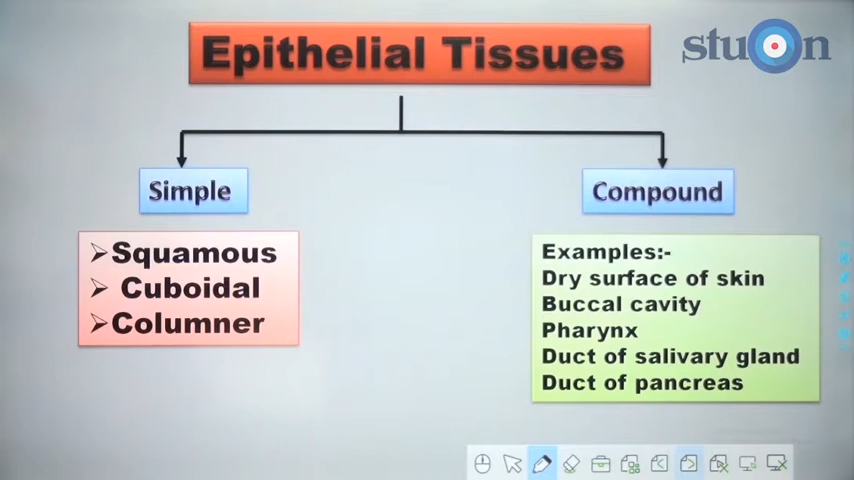 stuOn
Epithelial Tissues
Simple
Compound
➢Squamous
➢ Cuboidal
➢Columner
Examples:-
Dry surface of skin
Buccal cavity
Pharynx
Duct of salivary gland
Duct of pancreas